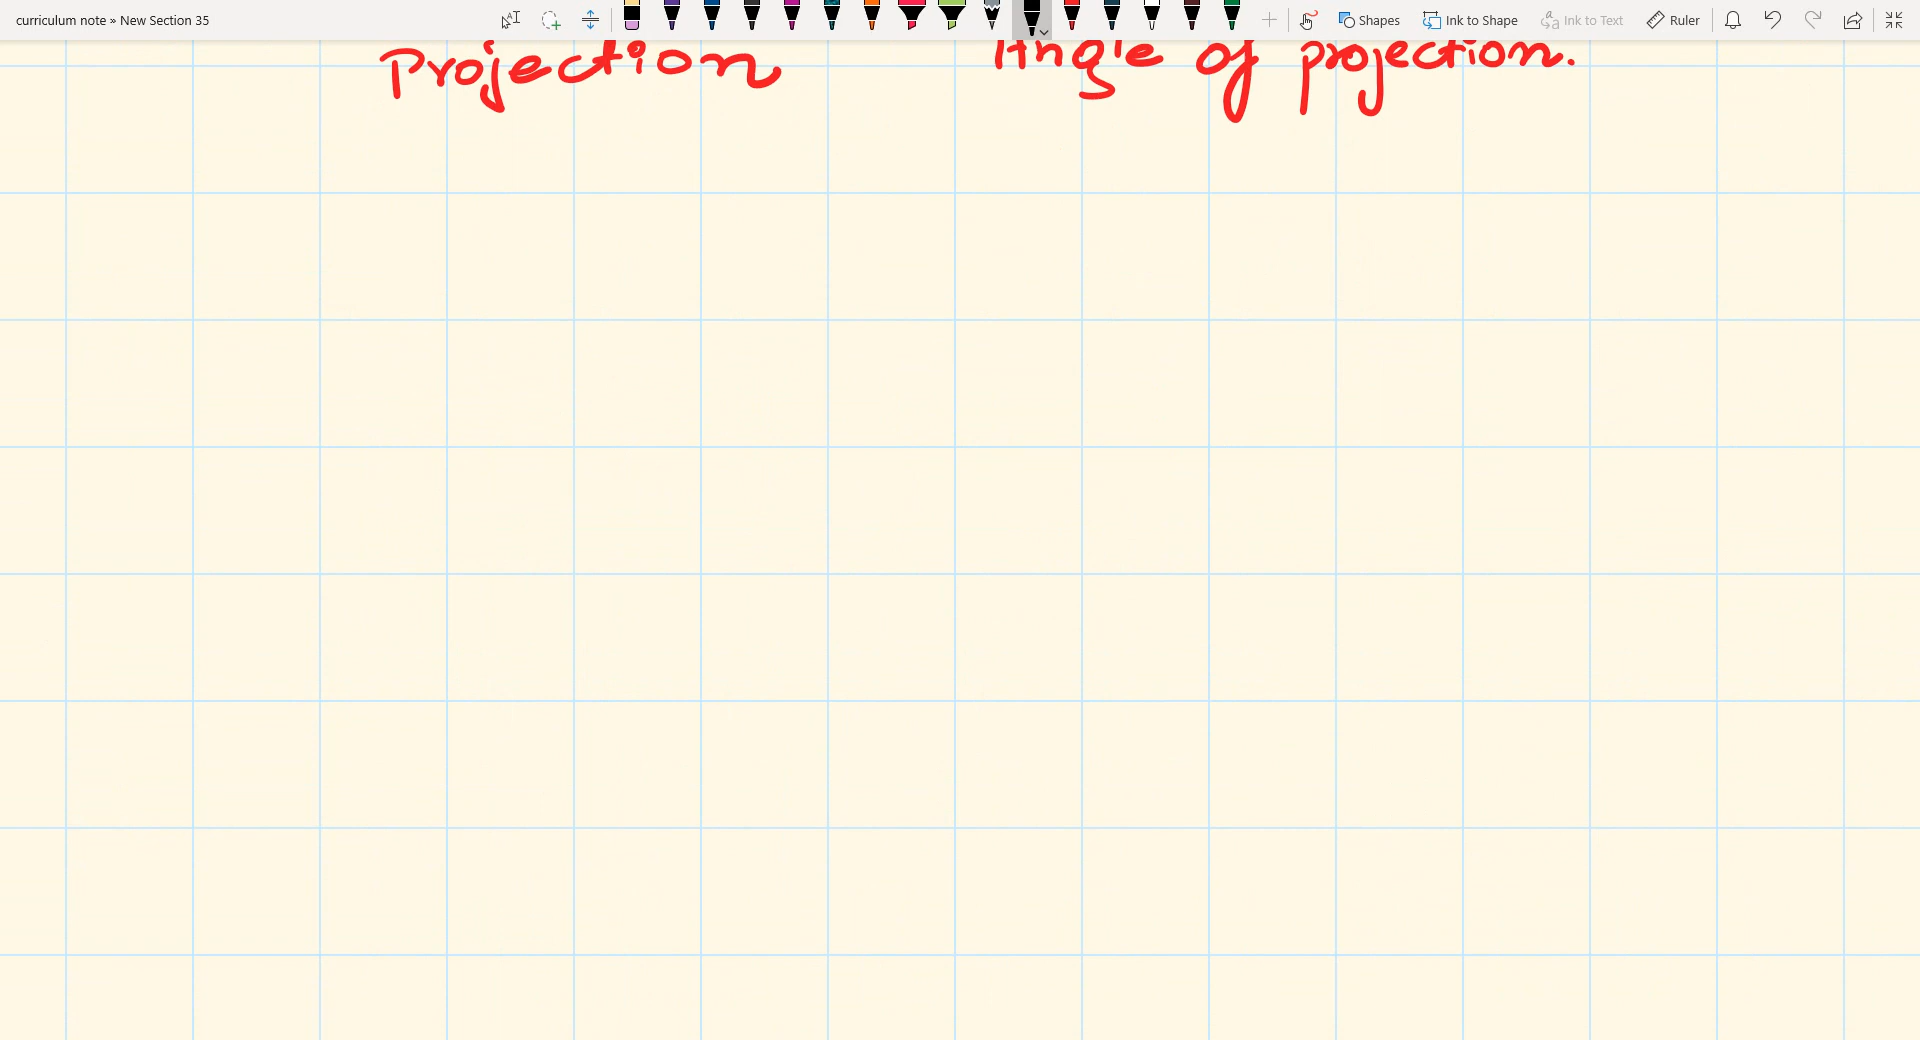 curriculum note » New Section 35
Shapes
Ink to Shape
Ink to Text
Ruler
Projection
Angle of projection.